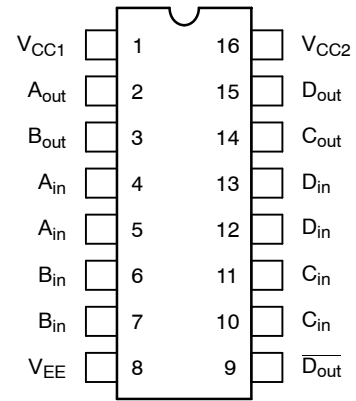 VCC1 1 16 VCC2
Aout 2 15 Dout
Bout 3 14 Cout
Ain 4 13 Din
Ain 5 12 Din
Bin 6 11 Cin
Bin 7 10 Cin
VEE 8 9 D̅o̅u̅t̅